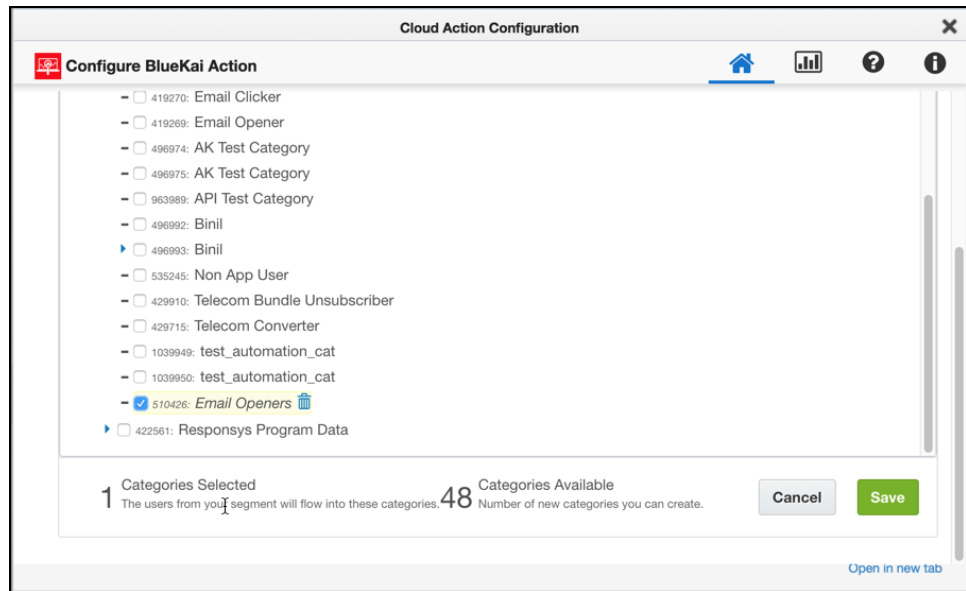 Cloud Action Configuration
Configure BlueKai Action
419270: Email Clicker
419269: Email Opener
496974: AK Test Category
496975: AK Test Category
963989: API Test Category
496992: Binil
496993: Binil
535245: Non App User
429910: Telecom Bundle Unsubscriber
429715: Telecom Converter
1039949: test_automation_cat
1039950: test_automation_cat
510426: Email Openers
422561: Responsys Program Data
1 Categories Selected
The users from your segment will flow into these categories.
48 Categories Available
Number of new categories you can create.
Cancel
Save
Open in new tab